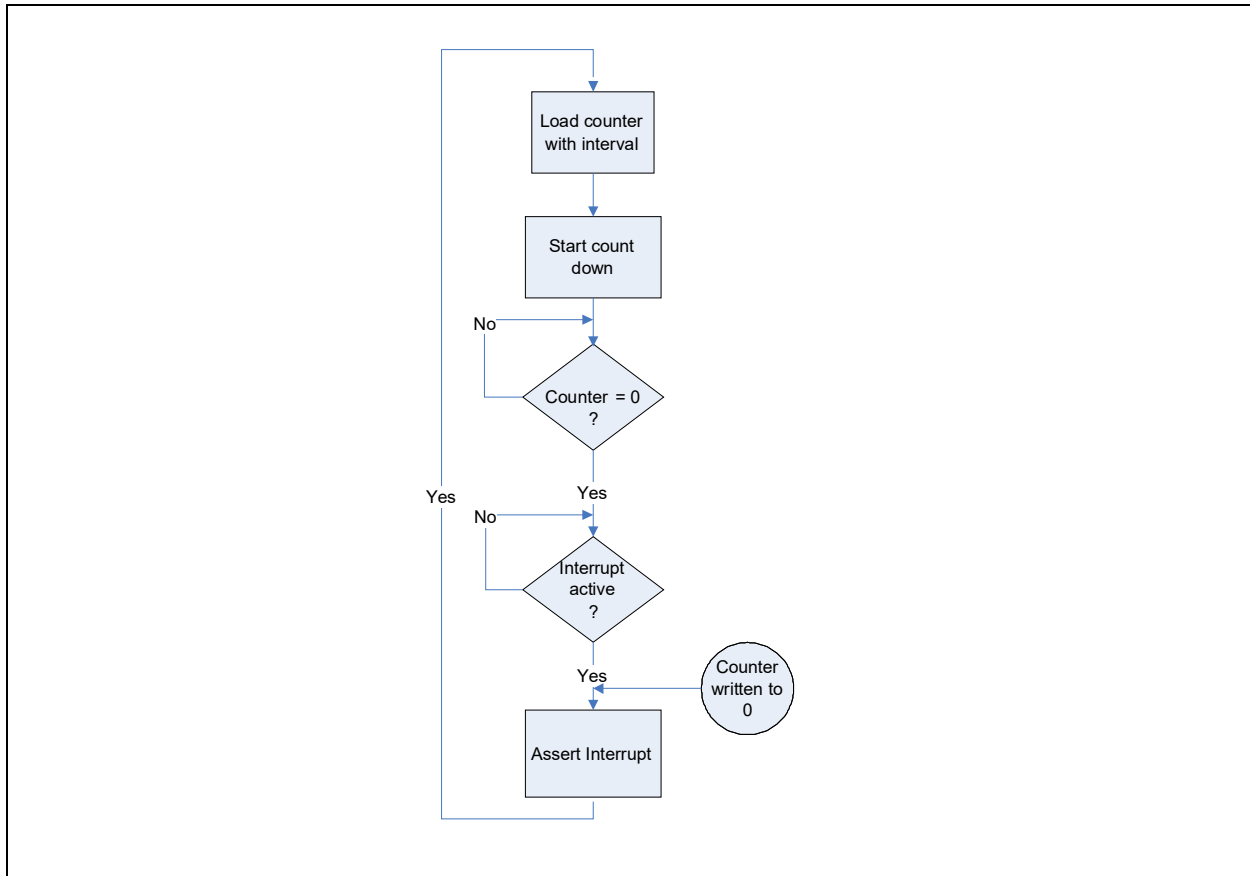 Load counter
with interval
Start count
down
No
Counter = 0
?
Yes
Yes
No
Interrupt
active
?
Yes
Counter
written to
0
Assert Interrupt